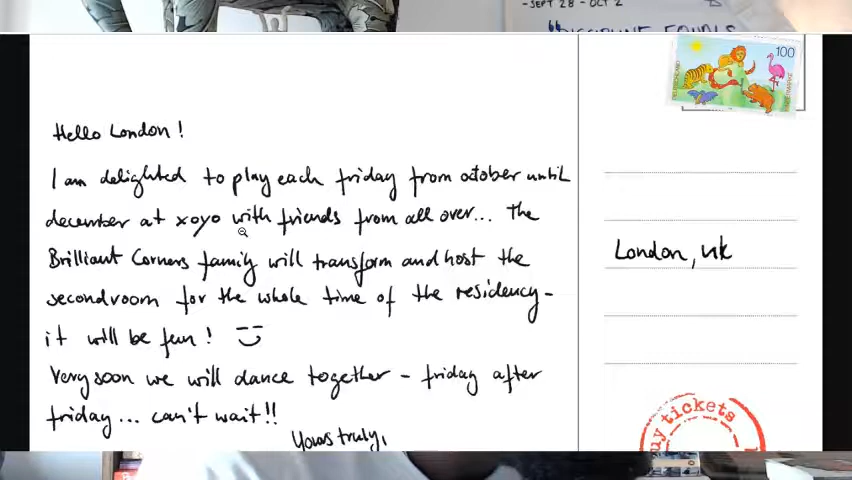 - SEPT 28 - OCT 2
Hello London!
I am delighted to play each friday from october until
december at xoyo with friends from all over... The
Brilliant Corners family will transform and host the
secondroom for the whole time of the residency -
it will be fun!
Very soon we will dance together - friday after
friday... can't wait!!
Yours truly,
100
DEUTSCHLAND
London, uk
buy tickets